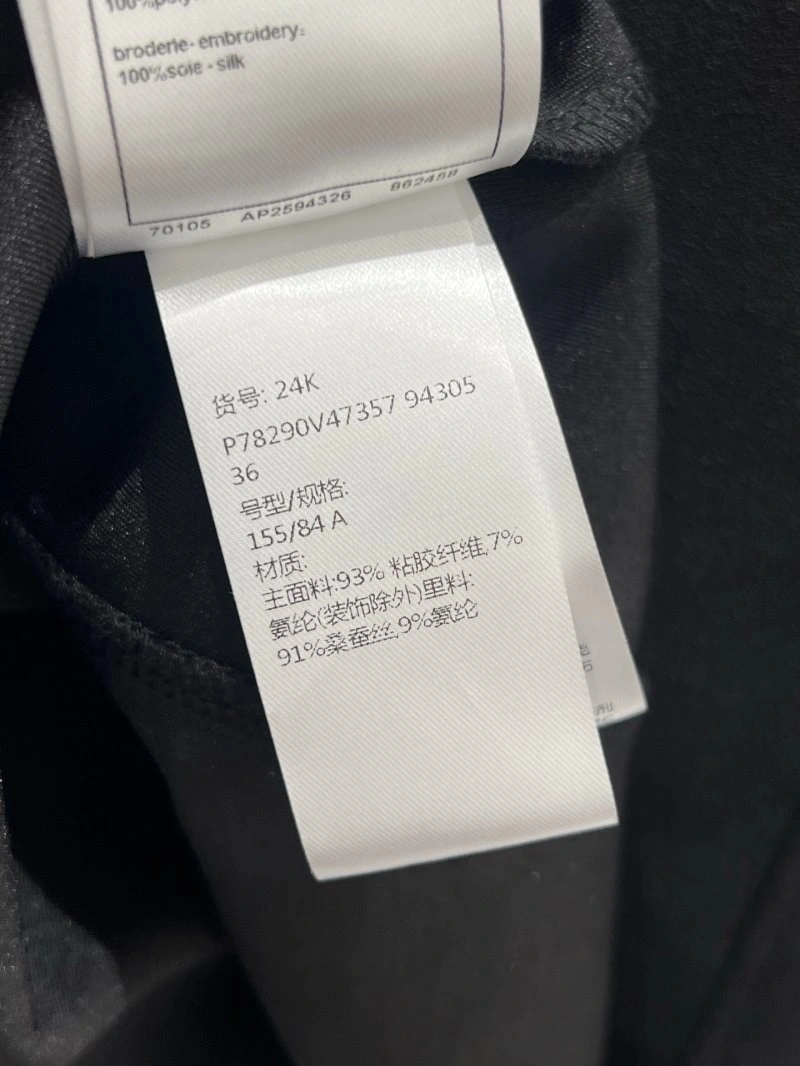 broderie - embroidery:
100%soie - silk
70105 AP2594326 862458
货号: 24K
P78290V47357 94305
36
号型/规格:
155/84 A
材质:
主面料:93% 粘胶纤维,7%
氨纶(装饰除外)里料:
91%桑蚕丝,9%氨纶